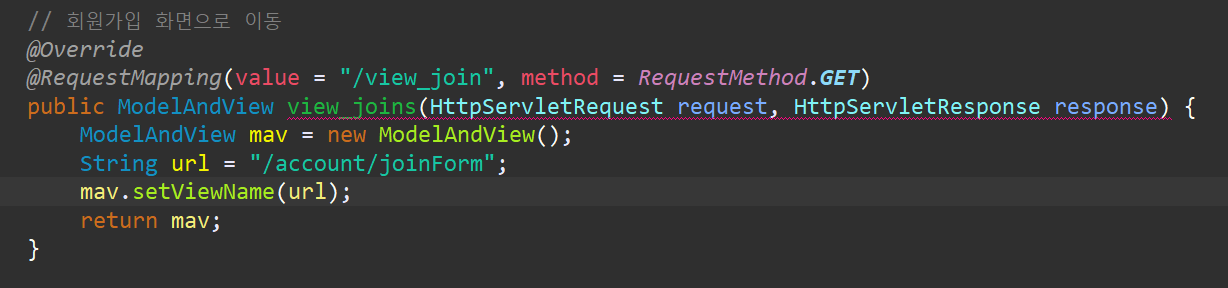 // 회원가입 화면으로 이동
@Override
@RequestMapping(value = "/view_join", method = RequestMethod.GET)
public ModelAndView view_joins(HttpServletRequest request, HttpServletResponse response) {
    ModelAndView mav = new ModelAndView();
    String url = "/account/joinForm";
    mav.setViewName(url);
    return mav;
}